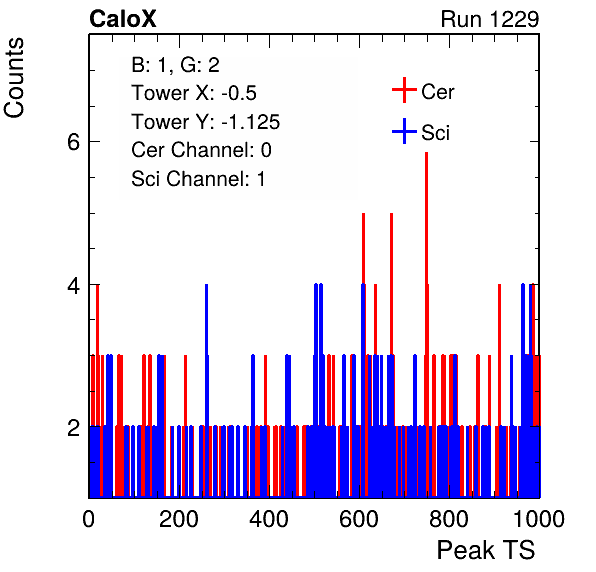 CaloX Run 1229
Counts
B: 1, G: 2
Tower X: -0.5
Tower Y: -1.125
Cer Channel: 0
Sci Channel: 1
Cer
Sci
6
4
2
0 200 400 600 800 1000
Peak TS